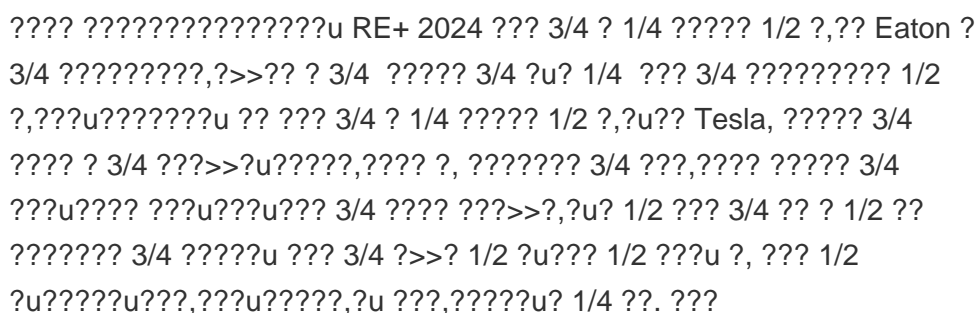 ???? ???????????????u RE+ 2024 ??? 3/4 ? 1/4 ????? 1/2 ?,?? Eaton ?
3/4 ?????????,?>>?? ? 3/4 ????? 3/4 ?u? 1/4 ??? 3/4 ????????? 1/2
?,???u???????u ?? ??? 3/4 ? 1/4 ????? 1/2 ?,?u?? Tesla, ????? 3/4
???? ? 3/4 ???>>?u?????,???? ?, ??????? 3/4 ???,???? ????? 3/4
???u???? ???u???u??? 3/4 ???? ???>>?,?u? 1/2 ??? 3/4 ?? ? 1/2 ??
??????? 3/4 ?????u ??? 3/4 ?>>? 1/2 ?u??? 1/2 ???u ?, ??? 1/2
?u?????u???,???u?????,?u ???,?????u? 1/4 ??. ???